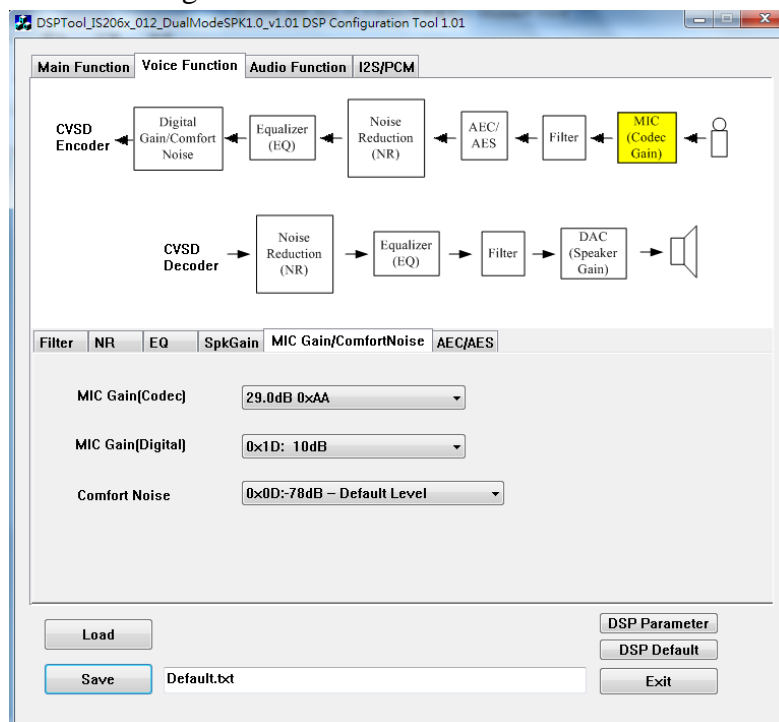 DSPTool_IS206x_012_DualModeSPK1.0_v1.01 DSP Configuration Tool 1.01
Main Function Voice Function Audio Function I2S/PCM
CVSD
Encoder
Digital
Gain/Comfort
Noise
Equalizer
(EQ)
Noise
Reduction
(NR)
AEC/
AES
Filter
MIC
(Codec
Gain)
CVSD
Decoder
Noise
Reduction
(NR)
Equalizer
(EQ)
Filter
DAC
(Speaker
Gain)
Filter NR EQ SpkGain MIC Gain/ComfortNoise AEC/AES
MIC Gain(Codec) 29.0dB 0xAA
MIC Gain(Digital) 0x1D: 10dB
Comfort Noise 0x0D:-78dB – Default Level
Load
DSP Parameter
DSP Default
Save Default.txt Exit